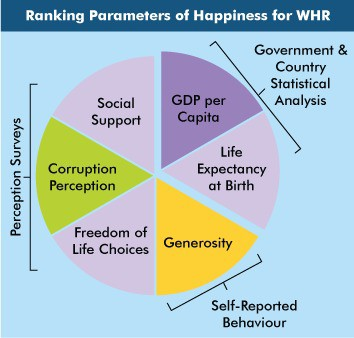 Ranking Parameters of Happiness for WHR
Government &
Country
Statistical
Analysis
GDP per
Capita
Social
Support
Life
Expectancy
at Birth
Corruption
Perception
Perception Surveys
Freedom of
Life Choices
Generosity
Self-Reported
Behaviour